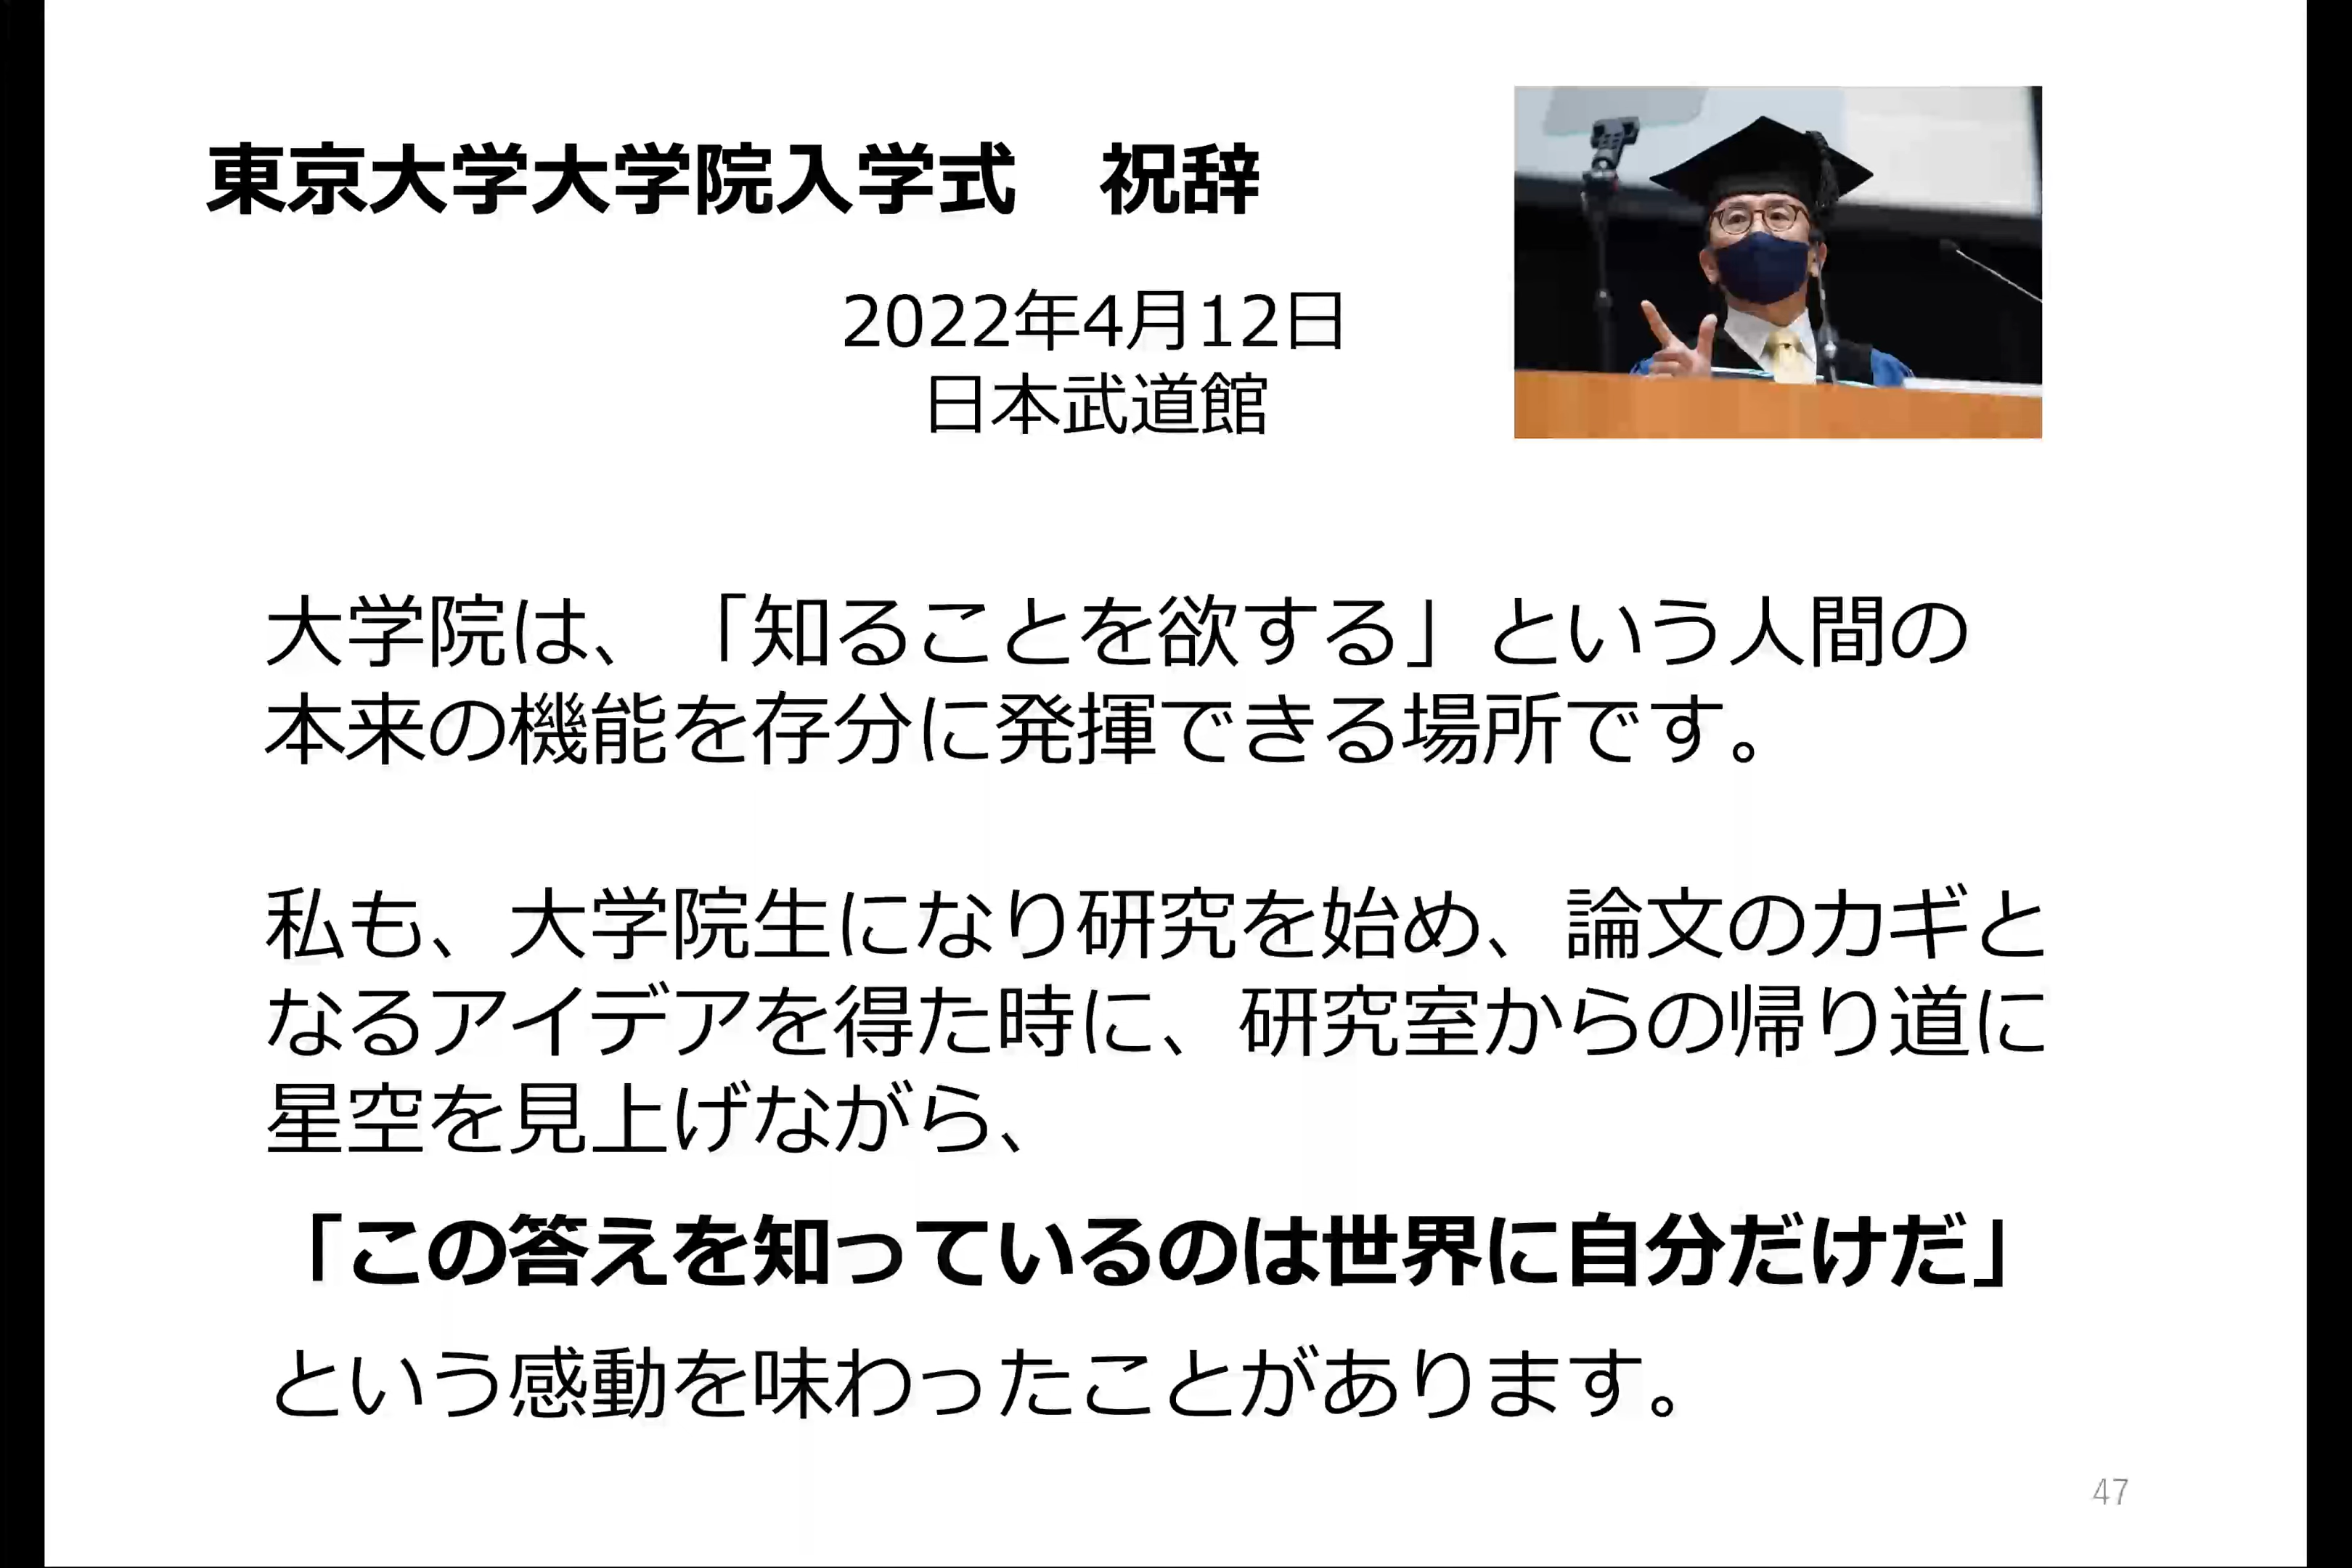 東京大学大学院入学式　祝辞
2022年4月12日
日本武道館
大学院は、「知ることを欲する」という人間の
本来の機能を存分に発揮できる場所です。
私も、大学院生になり研究を始め、論文のカギと
なるアイデアを得た時に、研究室からの帰り道に
星空を見上げながら、
「この答えを知っているのは世界に自分だけだ」
という感動を味わったことがあります。
47